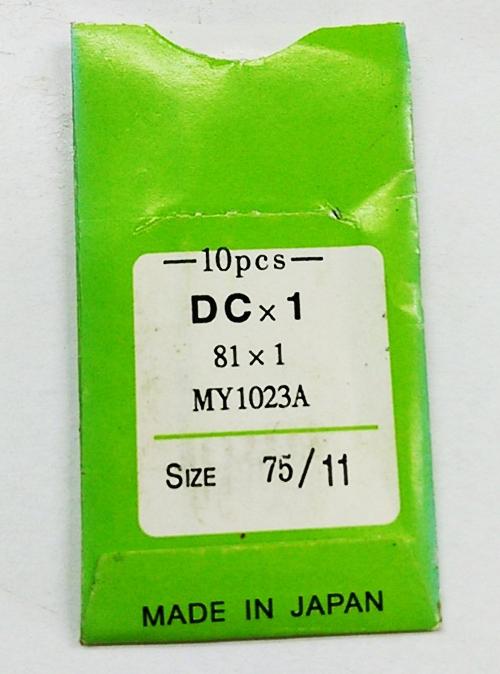 —10pcs—
DC×1
81×1
MY1023A
SIZE 75/11
MADE IN JAPAN